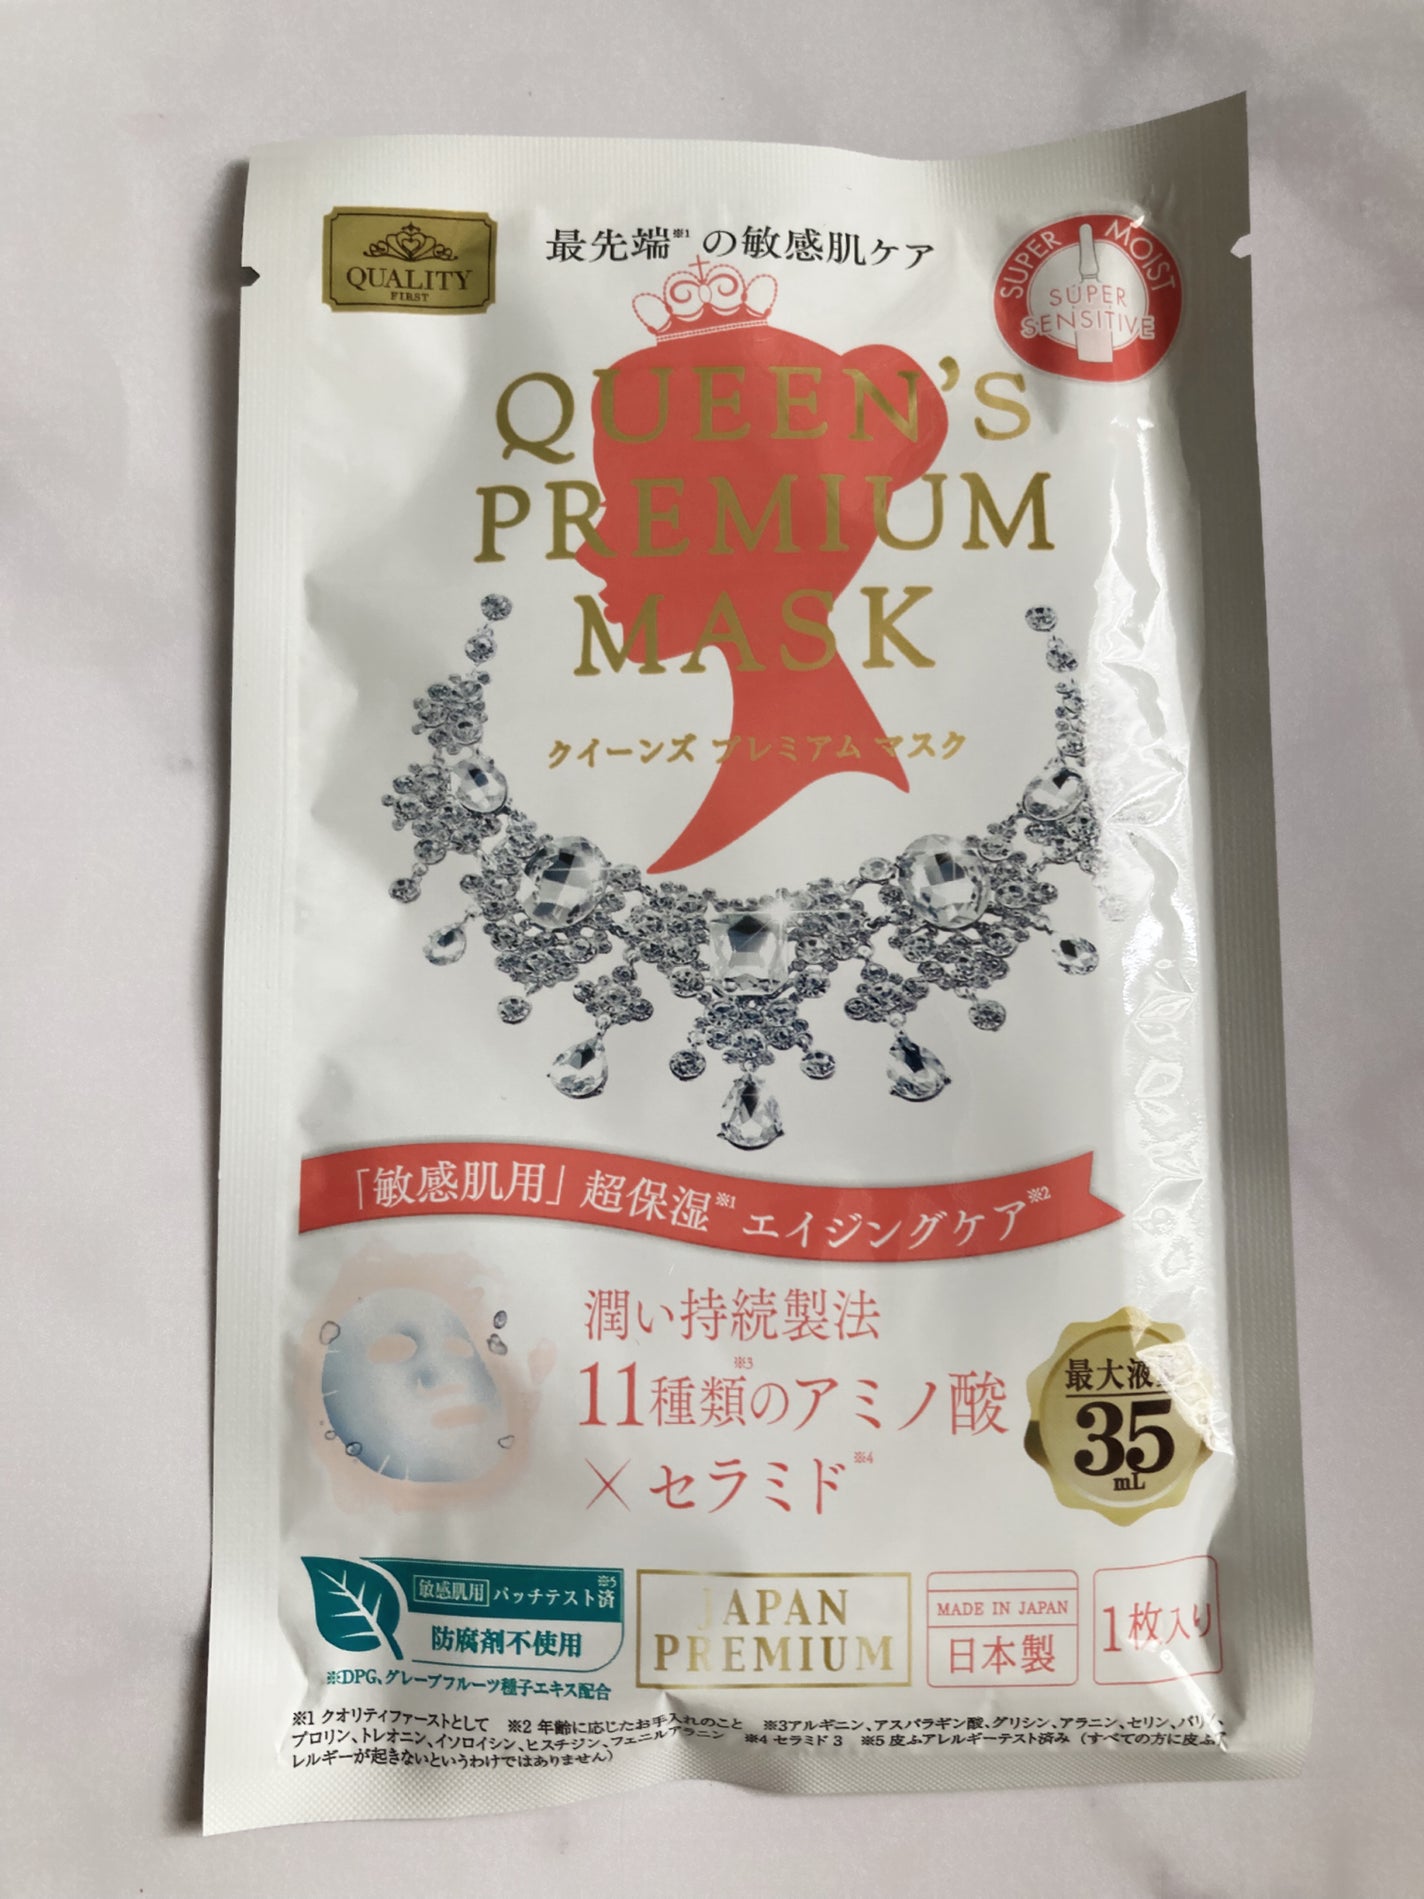 QUALITY
FIRST
最先端※1の敏感肌ケア
SUPER MOIST
SUPER
SENSITIVE
QUEEN'S
PREMIUM
MASK
クイーンズ プレミアム マスク
「敏感肌用」超保湿※1エイジングケア※2
潤い持続製法
11種類※3のアミノ酸
×セラミド※4
最大液
35
mL
敏感肌用 パッチテスト済※5
防腐剤不使用
※DPG、グレープフルーツ種子エキス配合
JAPAN
PREMIUM
MADE IN JAPAN
日本製
1枚入り
※1 クオリティファーストとして ※2 年齢に応じたお手入れのこと ※3アルギニン、アスパラギン酸、グリシン、アラニン、セリン、バリ
プロリン、トレオニン、イソロイシン、ヒスチジン、フェニルアラニン ※4 セラミド3 ※5 皮ふアレルギーテスト済み（すべての方に皮ふ
レルギーが起きないというわけではありません）